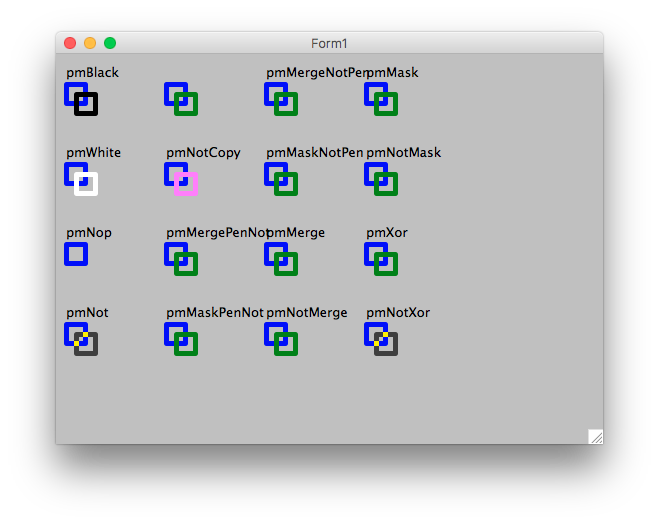 Form1
pmBlack pmMergeNotPen pmMask
pmWhite pmNotCopy pmMaskNotPen pmNotMask
pmNop pmMergePenNot pmMerge pmXor
pmNot pmMaskPenNot pmNotMerge pmNotXor